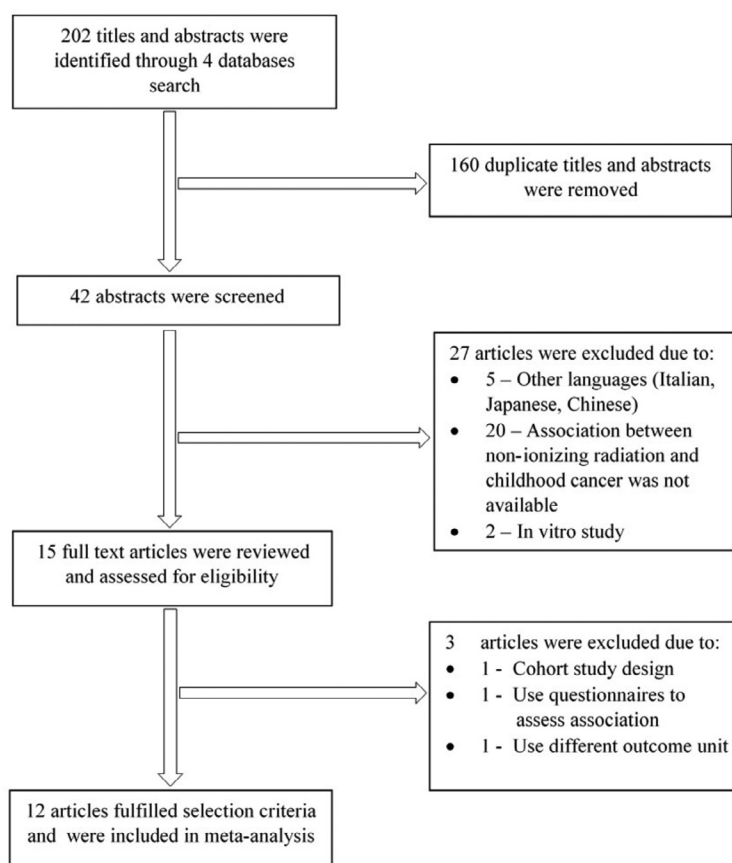 202 titles and abstracts were
identified through 4 databases
search
160 duplicate titles and abstracts
were removed
42 abstracts were screened
27 articles were excluded due to:
• 5 – Other languages (Italian,
Japanese, Chinese)
• 20 – Association between
non-ionizing radiation and
childhood cancer was not
available
• 2 – In vitro study
15 full text articles were reviewed
and assessed for eligibility
3 articles were excluded due to:
• 1 - Cohort study design
• 1 - Use questionnaires to
assess association
• 1 - Use different outcome unit
12 articles fulfilled selection criteria
and were included in meta-analysis